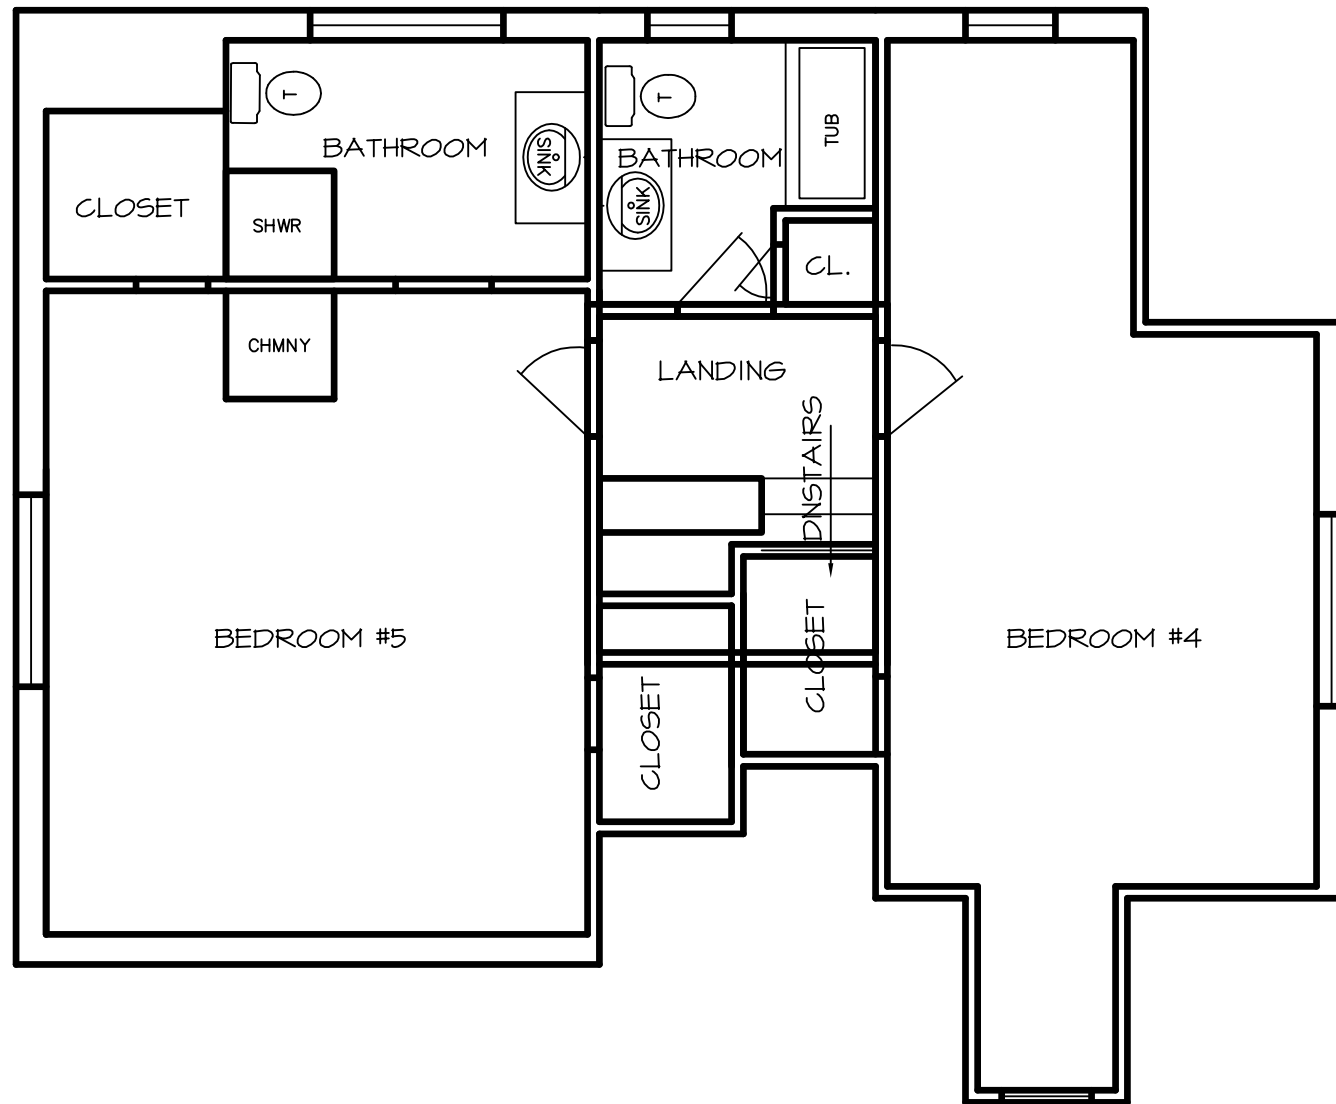 T
T
BATHROOM
SINK
BATHROOM
TUB
CLOSET
SHWR
SINK
CL.
CHMNY
LANDING
DNSTAIRS
BEDROOM #5
CLOSET
CLOSET
BEDROOM #4